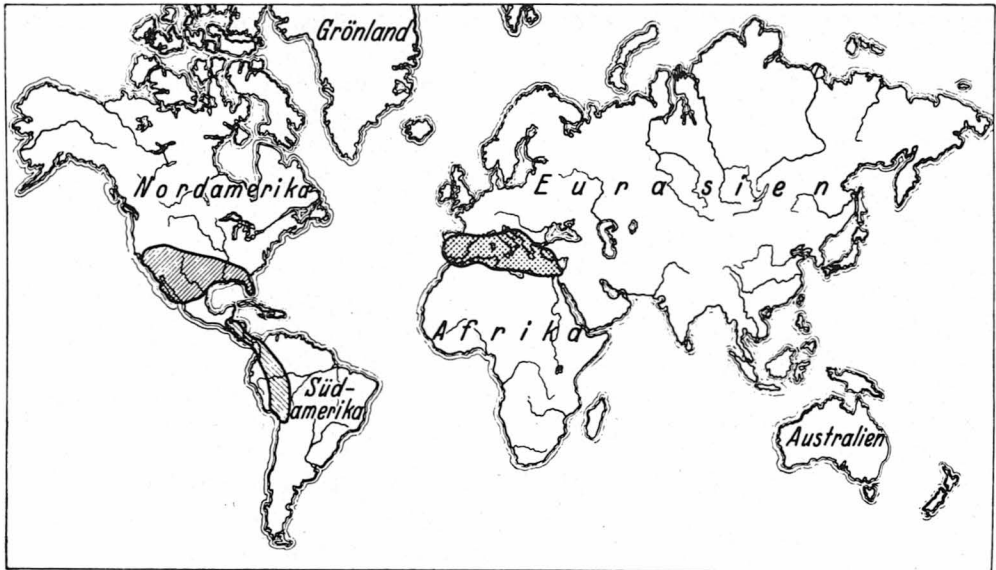 Grönland
Nordamerika
Eurasien
Afrika
Süd-
amerika
Australien